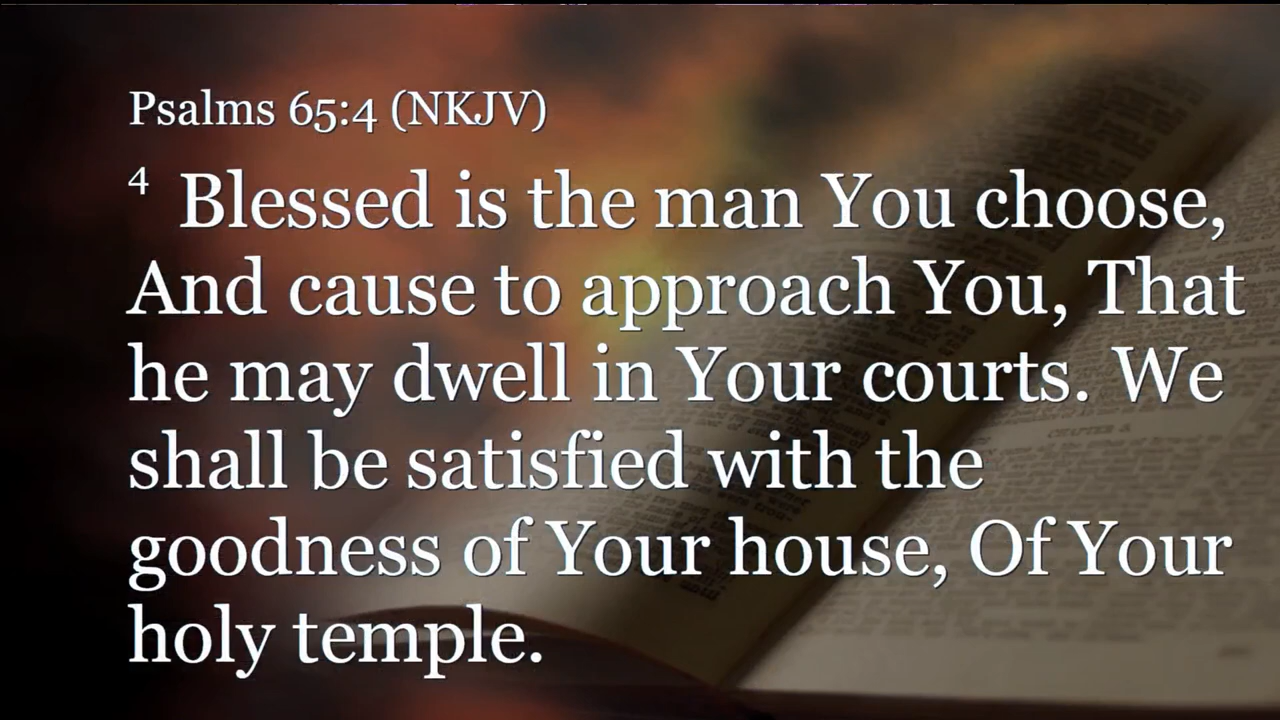 Psalms 65:4 (NKJV)
4 Blessed is the man You choose,
And cause to approach You, That
he may dwell in Your courts. We
shall be satisfied with the
goodness of Your house, Of Your
holy temple.
CHAPTER